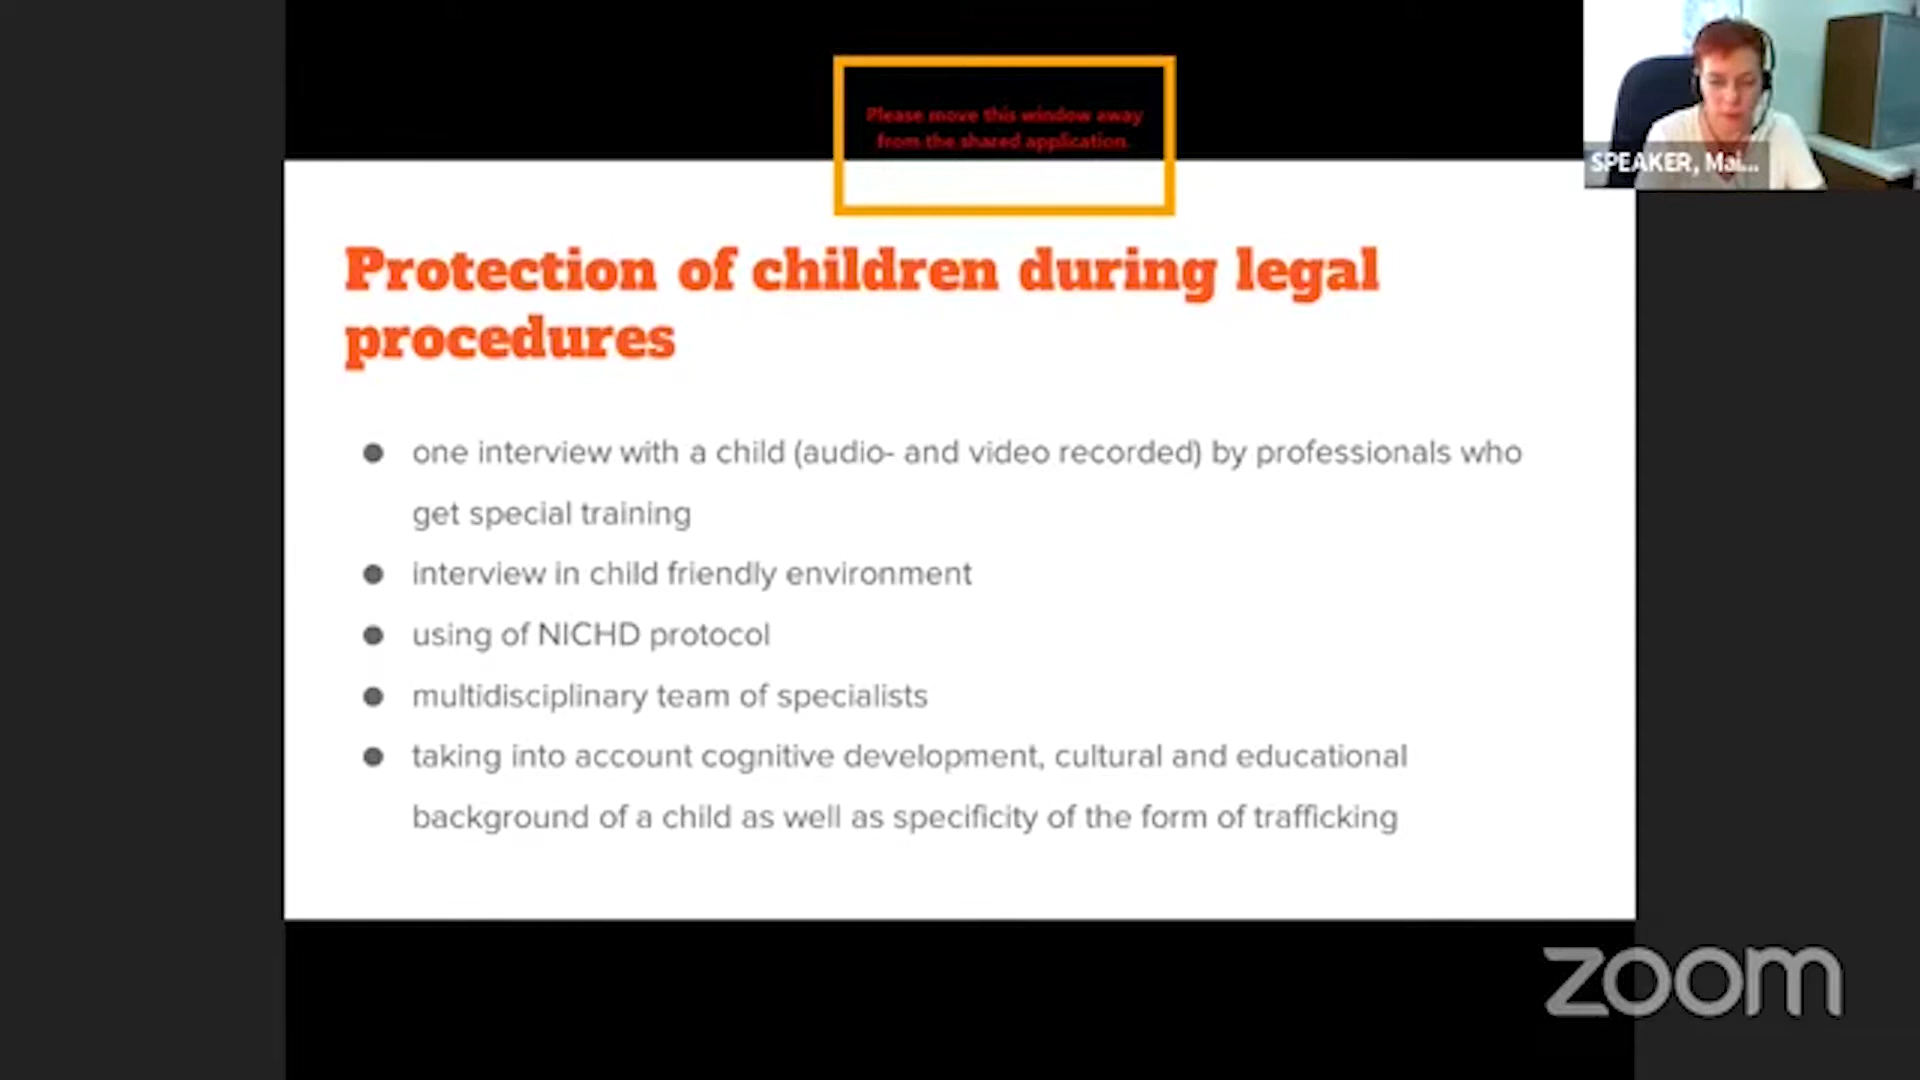 Please move this window away
from the shared application.
SPEAKER, Mai...
Protection of children during legal
procedures
● one interview with a child (audio- and video recorded) by professionals who
get special training
● interview in child friendly environment
● using of NICHD protocol
● multidisciplinary team of specialists
● taking into account cognitive development, cultural and educational
background of a child as well as specificity of the form of trafficking
zoom